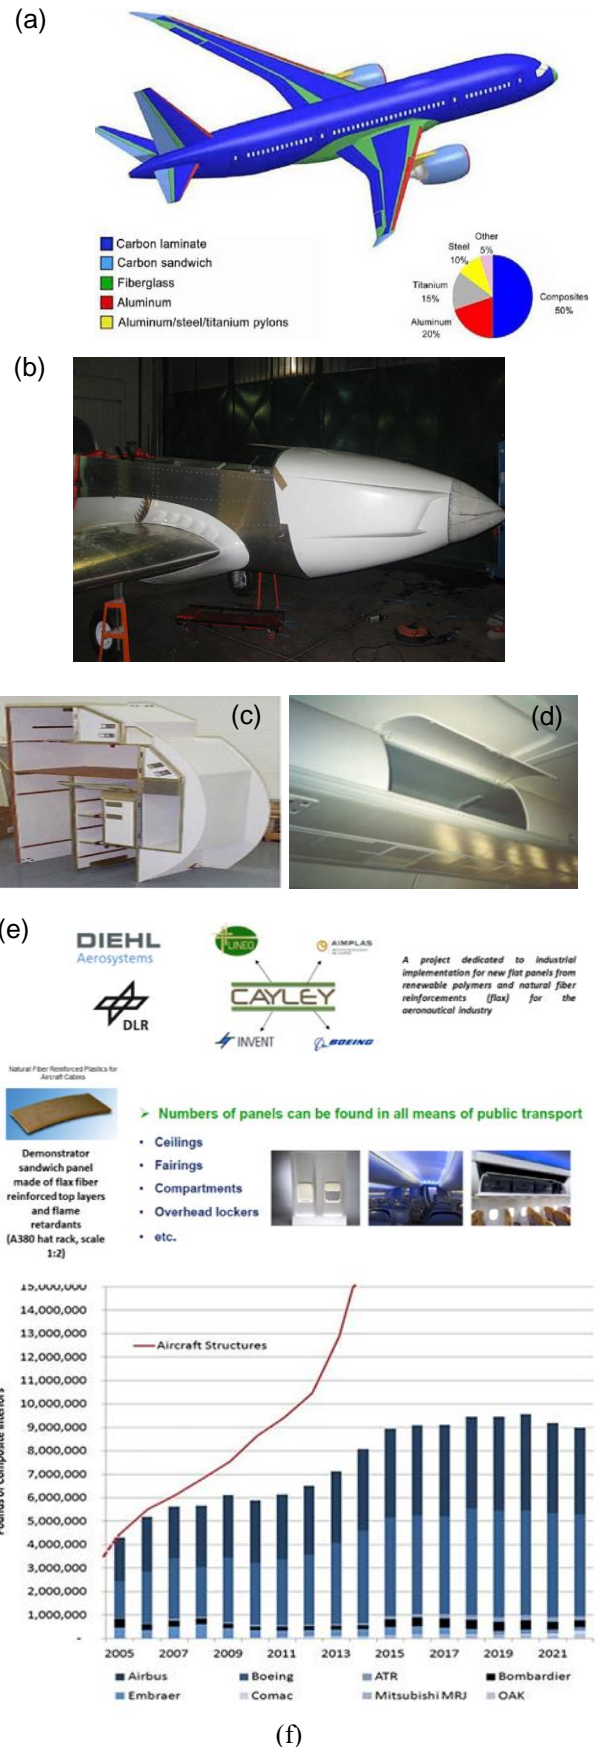 (a)
Carbon laminate
Carbon sandwich
Fiberglass
Aluminum
Aluminum/steel/titanium pylons
Other
5%
Steel
10%
Titanium
15%
Composites
50%
Aluminum
20%
(b)
(c)
(d)
(e)
DIEHL
Aerosystems
DLR
LINEO
AIMPLAS
CAYLEY
INVENT
BOEING
A project dedicated to industrial
implementation for new flat panels from
renewable polymers and natural fiber
reinforcements (flax) for the
aeronautical industry
Natural Fiber Reinforced Plastics for
Aircraft Cabins
Demonstrator
sandwich panel
made of flax fiber
reinforced top layers
and flame
retardants
(A380 hat rack, scale
1:2)
➢ Numbers of panels can be found in all means of public transport
• Ceilings
• Fairings
• Compartments
• Overhead lockers
• etc.
Pounds of Composite Interiors
15,000,000
14,000,000
13,000,000
12,000,000
11,000,000
10,000,000
9,000,000
8,000,000
7,000,000
6,000,000
5,000,000
4,000,000
3,000,000
2,000,000
1,000,000
-
Aircraft Structures
2005 2007 2009 2011 2013 2015 2017 2019 2021
Airbus Boeing ATR Bombardier
Embraer Comac Mitsubishi MRJ OAK
(f)